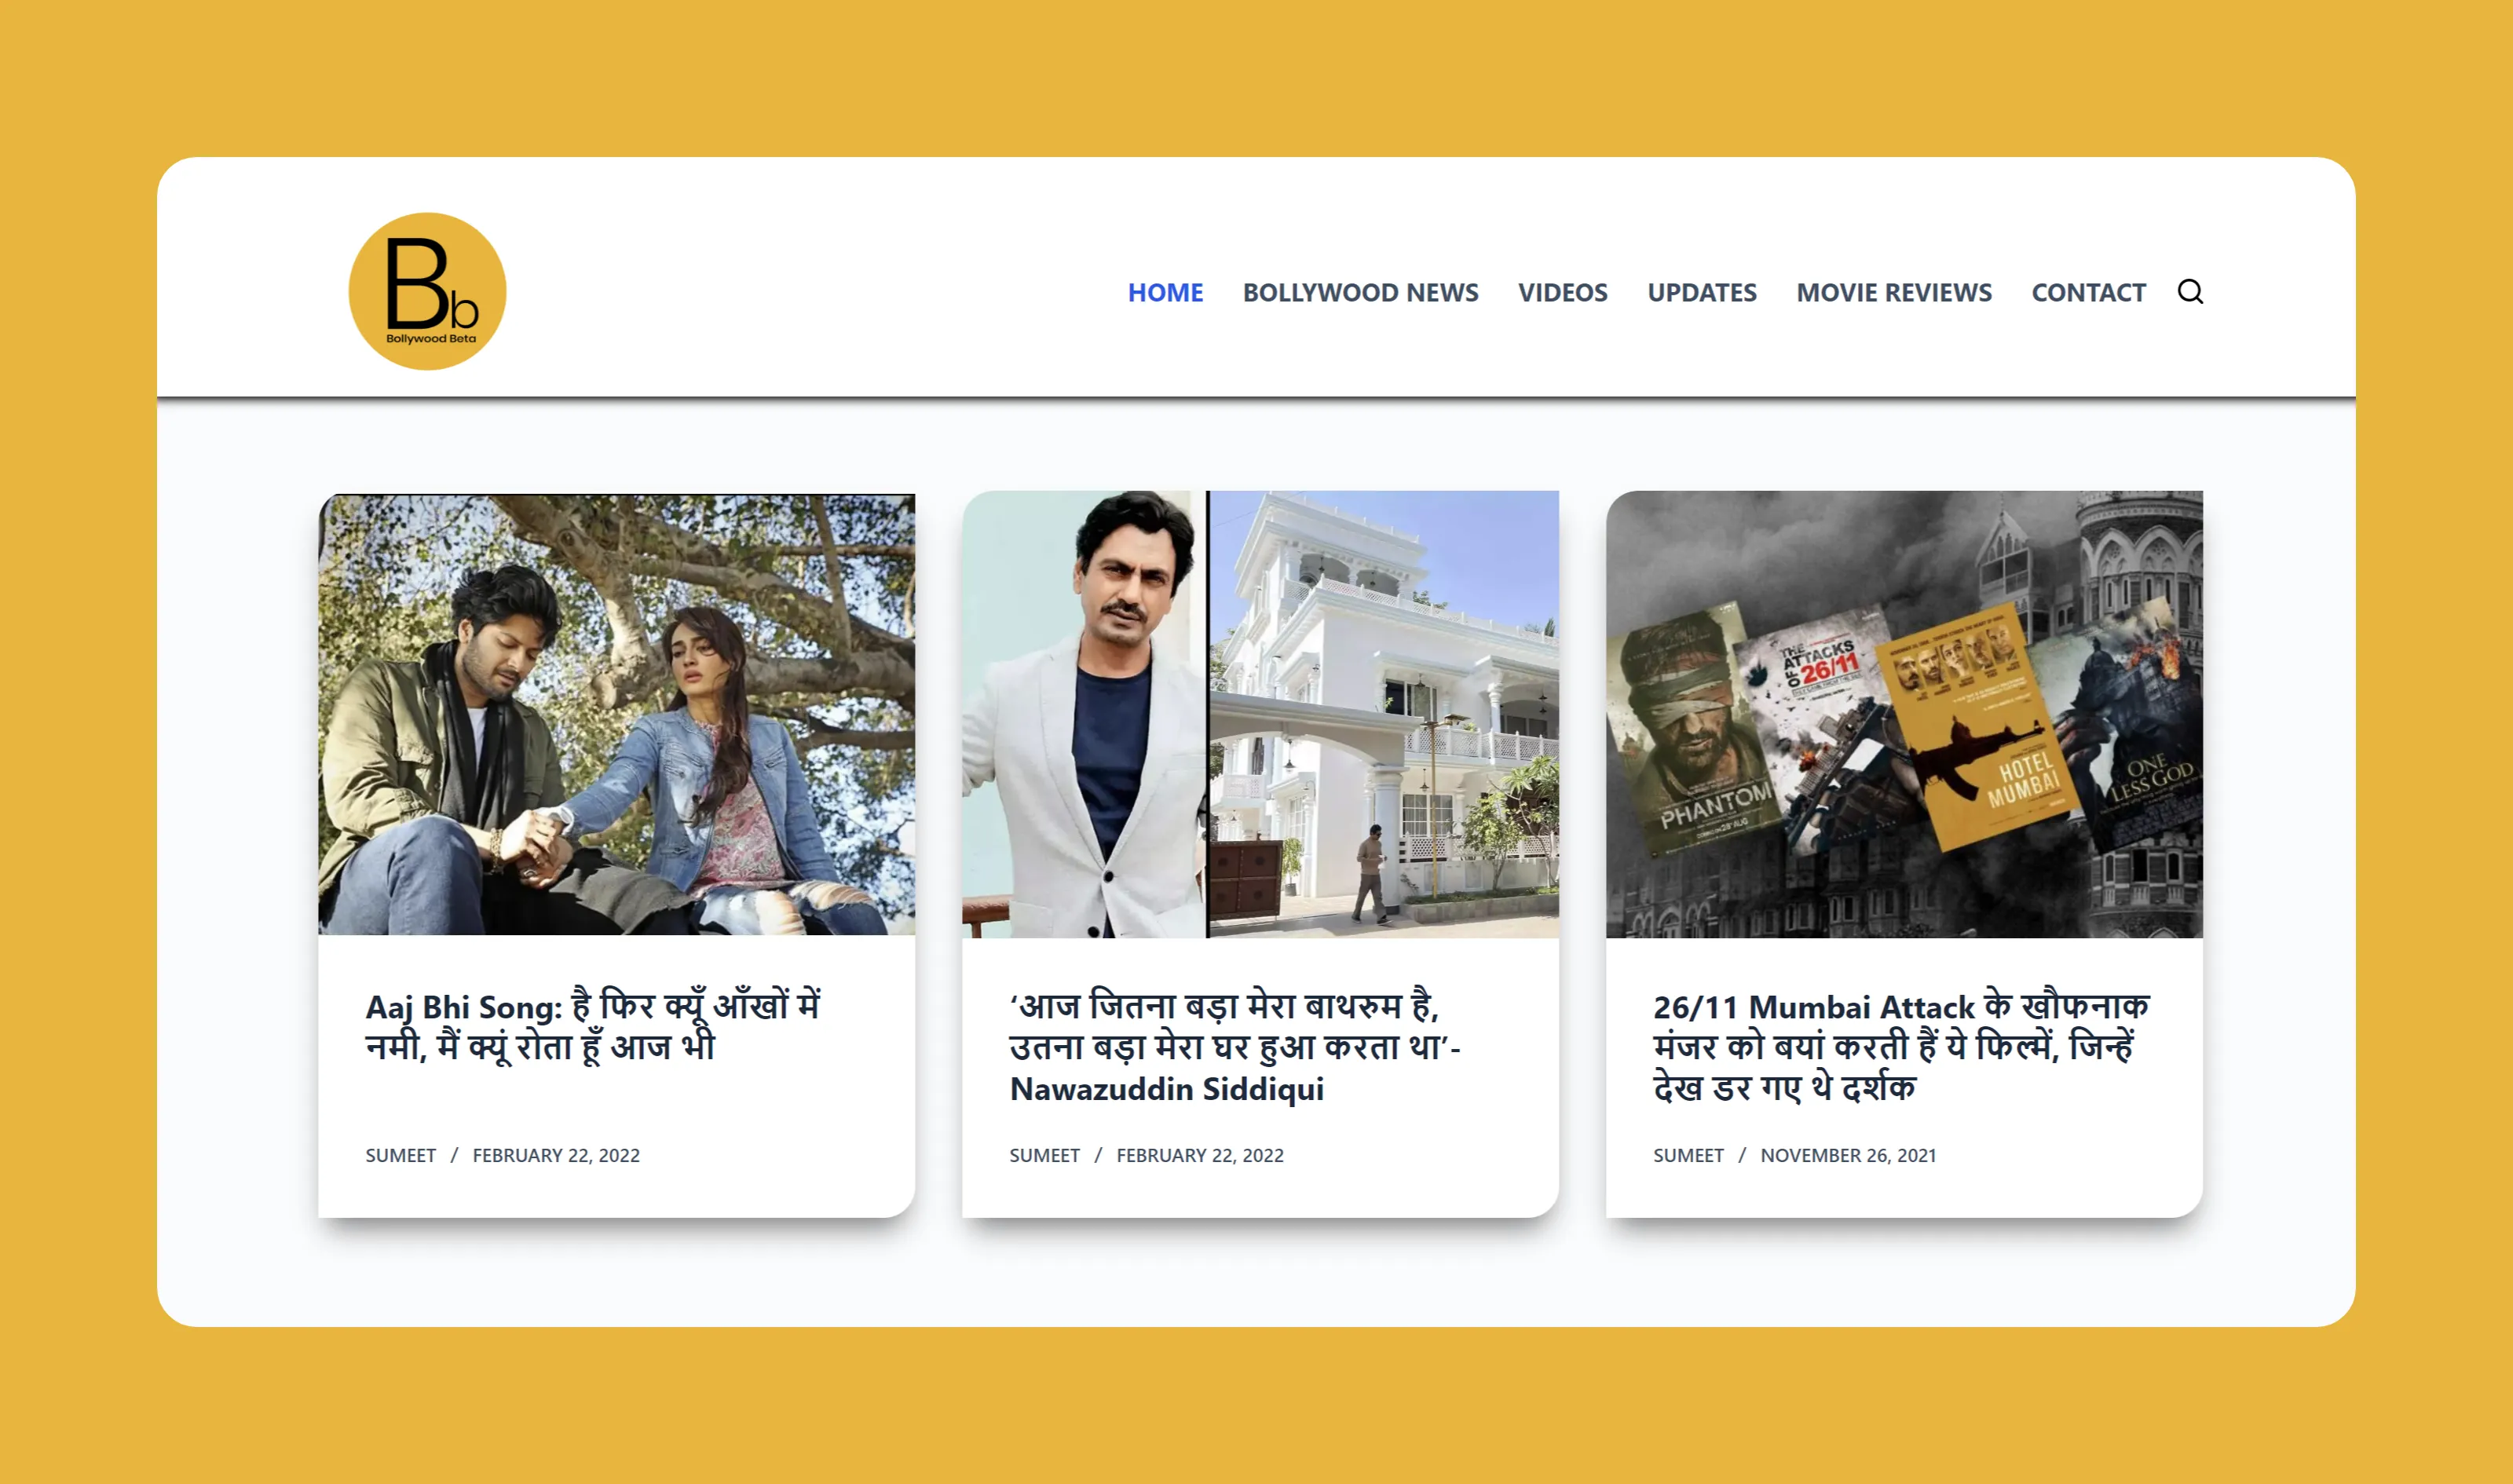 Bb
Bollywood Beta
HOME BOLLYWOOD NEWS VIDEOS UPDATES MOVIE REVIEWS CONTACT
PHANTOM
THE
ATTACKS
OF 26/11
HOTEL
MUMBAI
ONE
LESS GOD
Aaj Bhi Song: है फिर क्यूँ आँखों में
नमी, मैं क्यूं रोता हूँ आज भी
SUMEET / FEBRUARY 22, 2022
‘आज जितना बड़ा मेरा बाथरुम है,
उतना बड़ा मेरा घर हुआ करता था’-
Nawazuddin Siddiqui
SUMEET / FEBRUARY 22, 2022
26/11 Mumbai Attack के खौफनाक
मंजर को बयां करती हैं ये फिल्में, जिन्हें
देख डर गए थे दर्शक
SUMEET / NOVEMBER 26, 2021